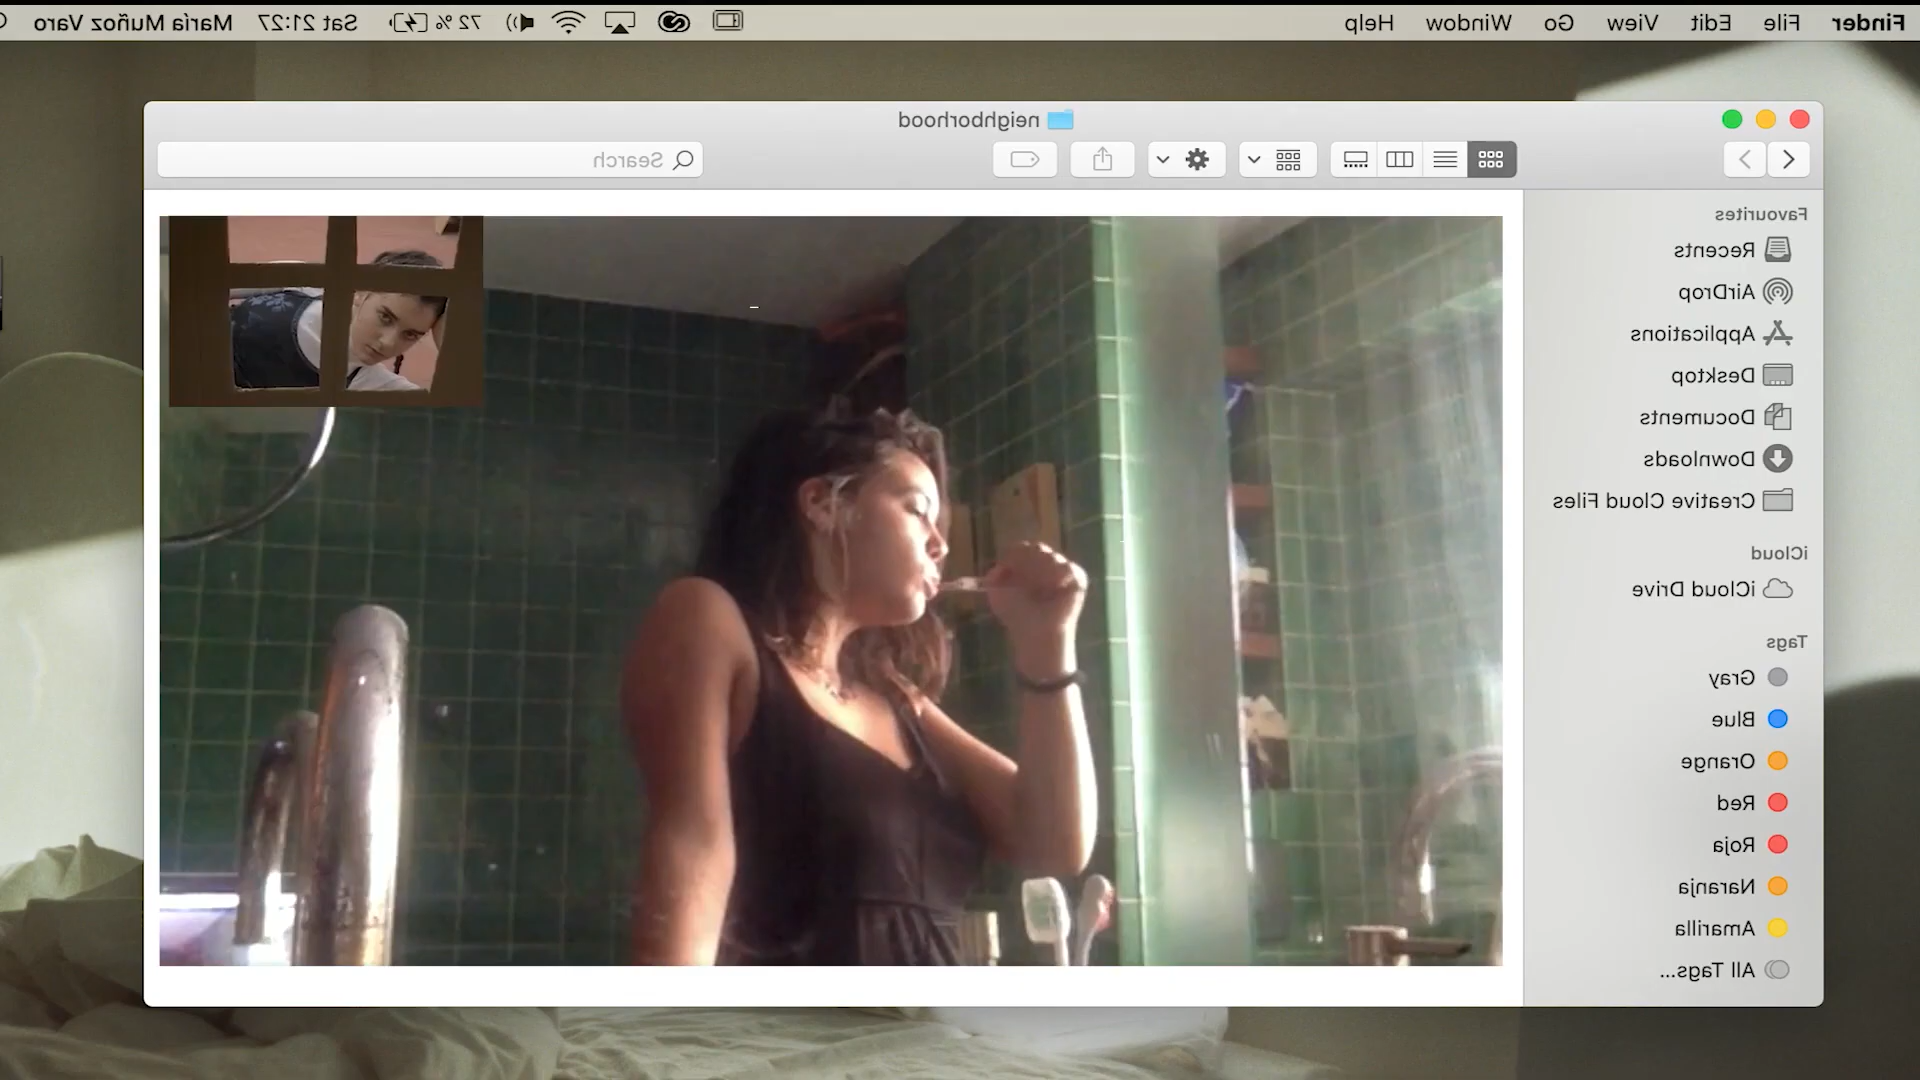 Finder File Edit View Go Window Help
72 % Sat 21:27 María Muñoz Varo
neighborhood
Search
Favourites
Recents
AirDrop
Applications
Desktop
Documents
Downloads
Creative Cloud Files
iCloud
iCloud Drive
Tags
Gray
Blue
Orange
Red
Roja
Naranja
Amarilla
All Tags...